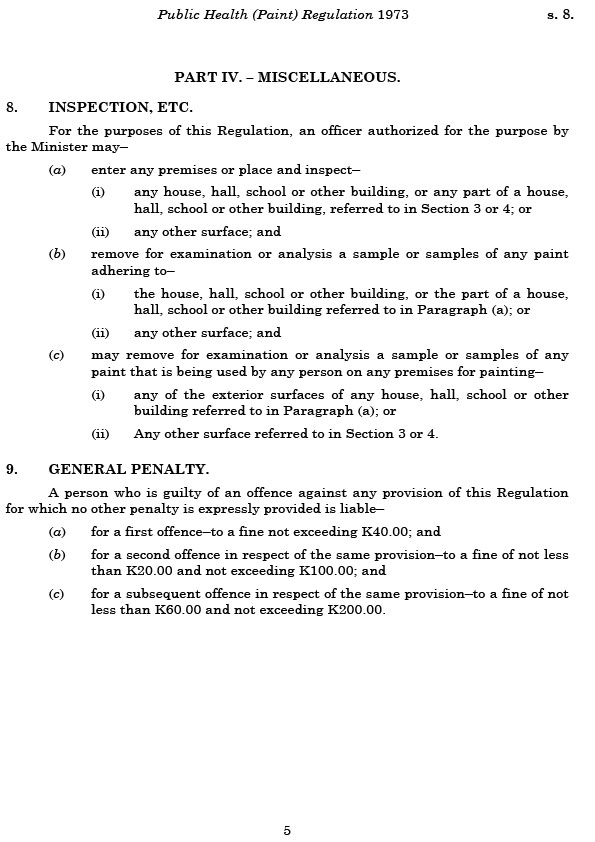 Public Health (Paint) Regulation 1973 s. 8.
PART IV. – MISCELLANEOUS.
8. INSPECTION, ETC.
For the purposes of this Regulation, an officer authorized for the purpose by
the Minister may–
(a) enter any premises or place and inspect–
(i) any house, hall, school or other building, or any part of a house,
hall, school or other building, referred to in Section 3 or 4; or
(ii) any other surface; and
(b) remove for examination or analysis a sample or samples of any paint
adhering to–
(i) the house, hall, school or other building, or the part of a house,
hall, school or other building referred to in Paragraph (a); or
(ii) any other surface; and
(c) may remove for examination or analysis a sample or samples of any
paint that is being used by any person on any premises for painting–
(i) any of the exterior surfaces of any house, hall, school or other
building referred to in Paragraph (a); or
(ii) Any other surface referred to in Section 3 or 4.
9. GENERAL PENALTY.
A person who is guilty of an offence against any provision of this Regulation
for which no other penalty is expressly provided is liable–
(a) for a first offence–to a fine not exceeding K40.00; and
(b) for a second offence in respect of the same provision–to a fine of not less
than K20.00 and not exceeding K100.00; and
(c) for a subsequent offence in respect of the same provision–to a fine of not
less than K60.00 and not exceeding K200.00.
5